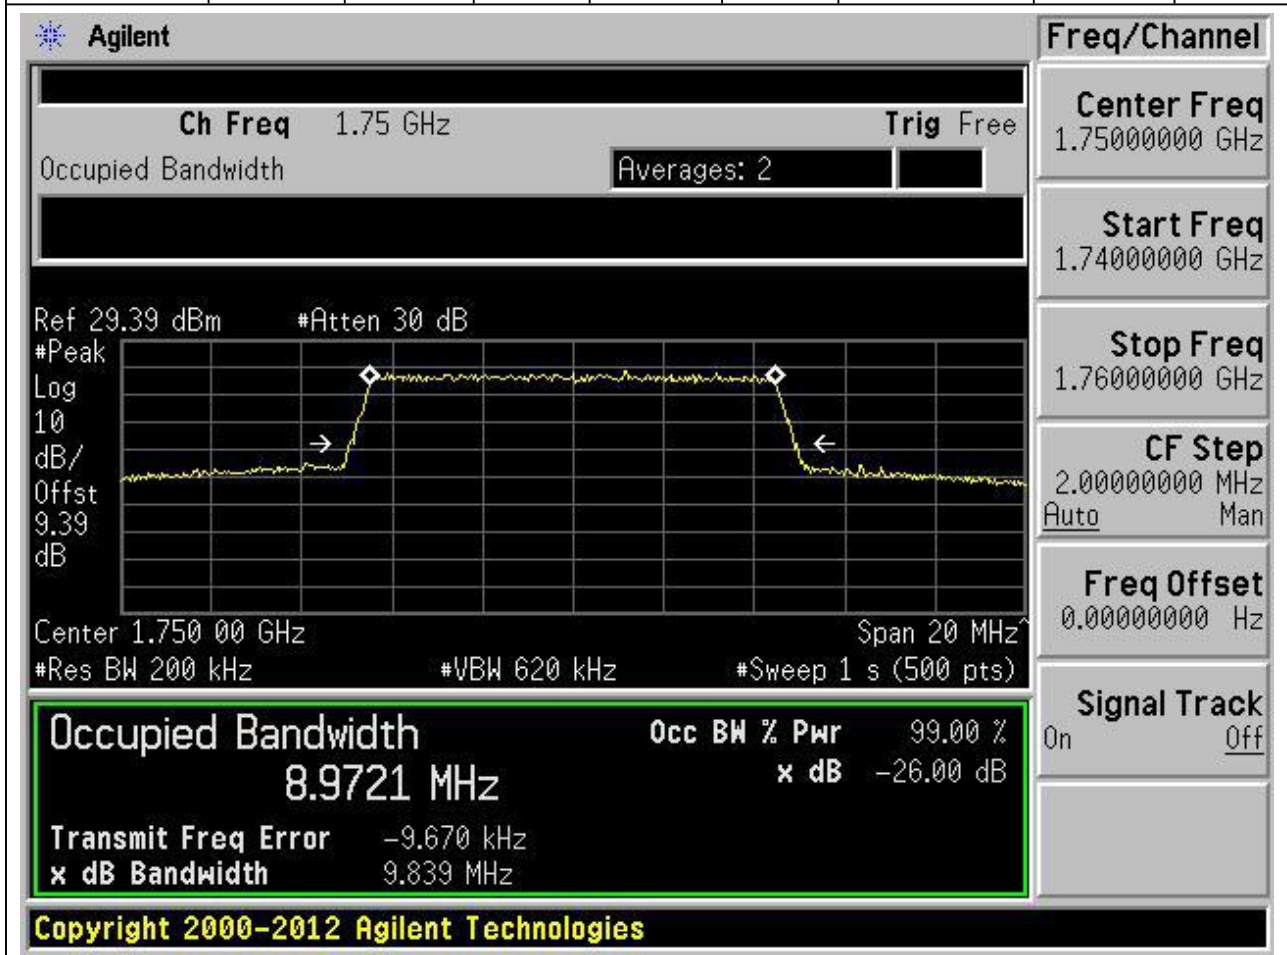 Agilent
Freq/Channel
Ch Freq 1.75 GHz Trig Free
Occupied Bandwidth Averages: 2
Center Freq
1.75000000 GHz
Start Freq
1.74000000 GHz
Stop Freq
1.76000000 GHz
CF Step
2.00000000 MHz
Auto Man
Freq Offset
0.00000000 Hz
Signal Track
On Off
Ref 29.39 dBm #Atten 30 dB
#Peak
Log
10
dB/
Offst
9.39
dB
Center 1.750 00 GHz Span 20 MHz^
#Res BW 200 kHz #VBW 620 kHz #Sweep 1 s (500 pts)
Occupied Bandwidth Occ BW % Pwr 99.00 %
8.9721 MHz x dB -26.00 dB
Transmit Freq Error -9.670 kHz
x dB Bandwidth 9.839 MHz
Copyright 2000-2012 Agilent Technologies